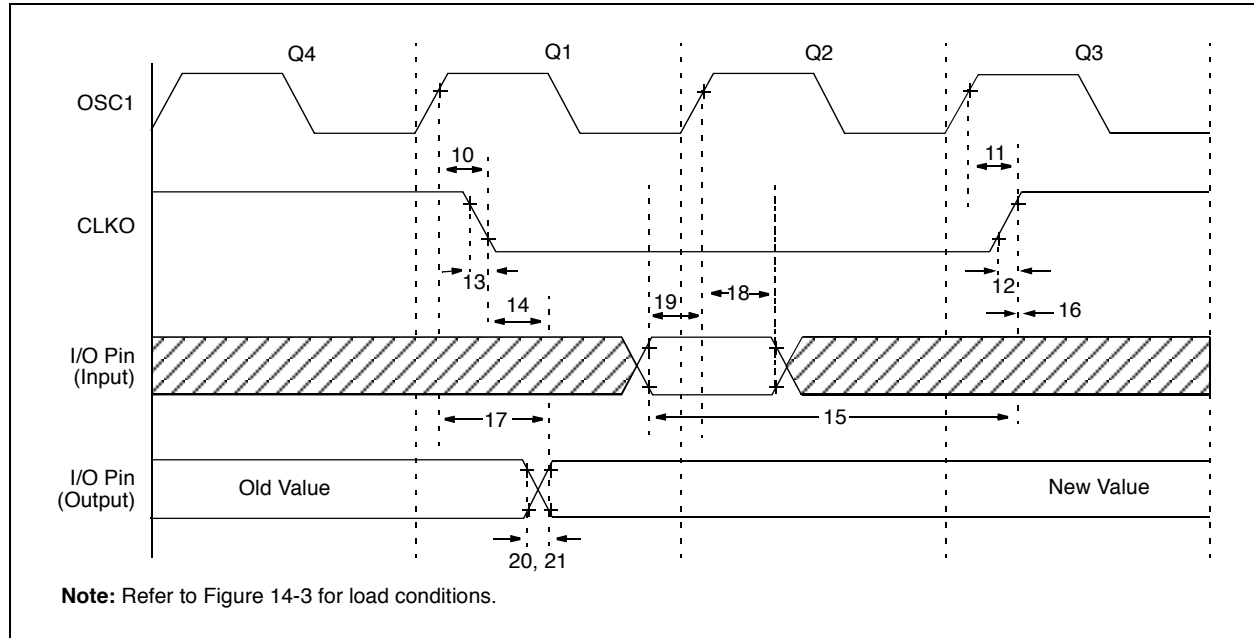 Q4 Q1 Q2 Q3
OSC1
10 11
CLKO
13 12
14 19 18 16
I/O Pin
(Input)
17 15
I/O Pin
(Output)
Old Value New Value
20, 21
Note: Refer to Figure 14-3 for load conditions.